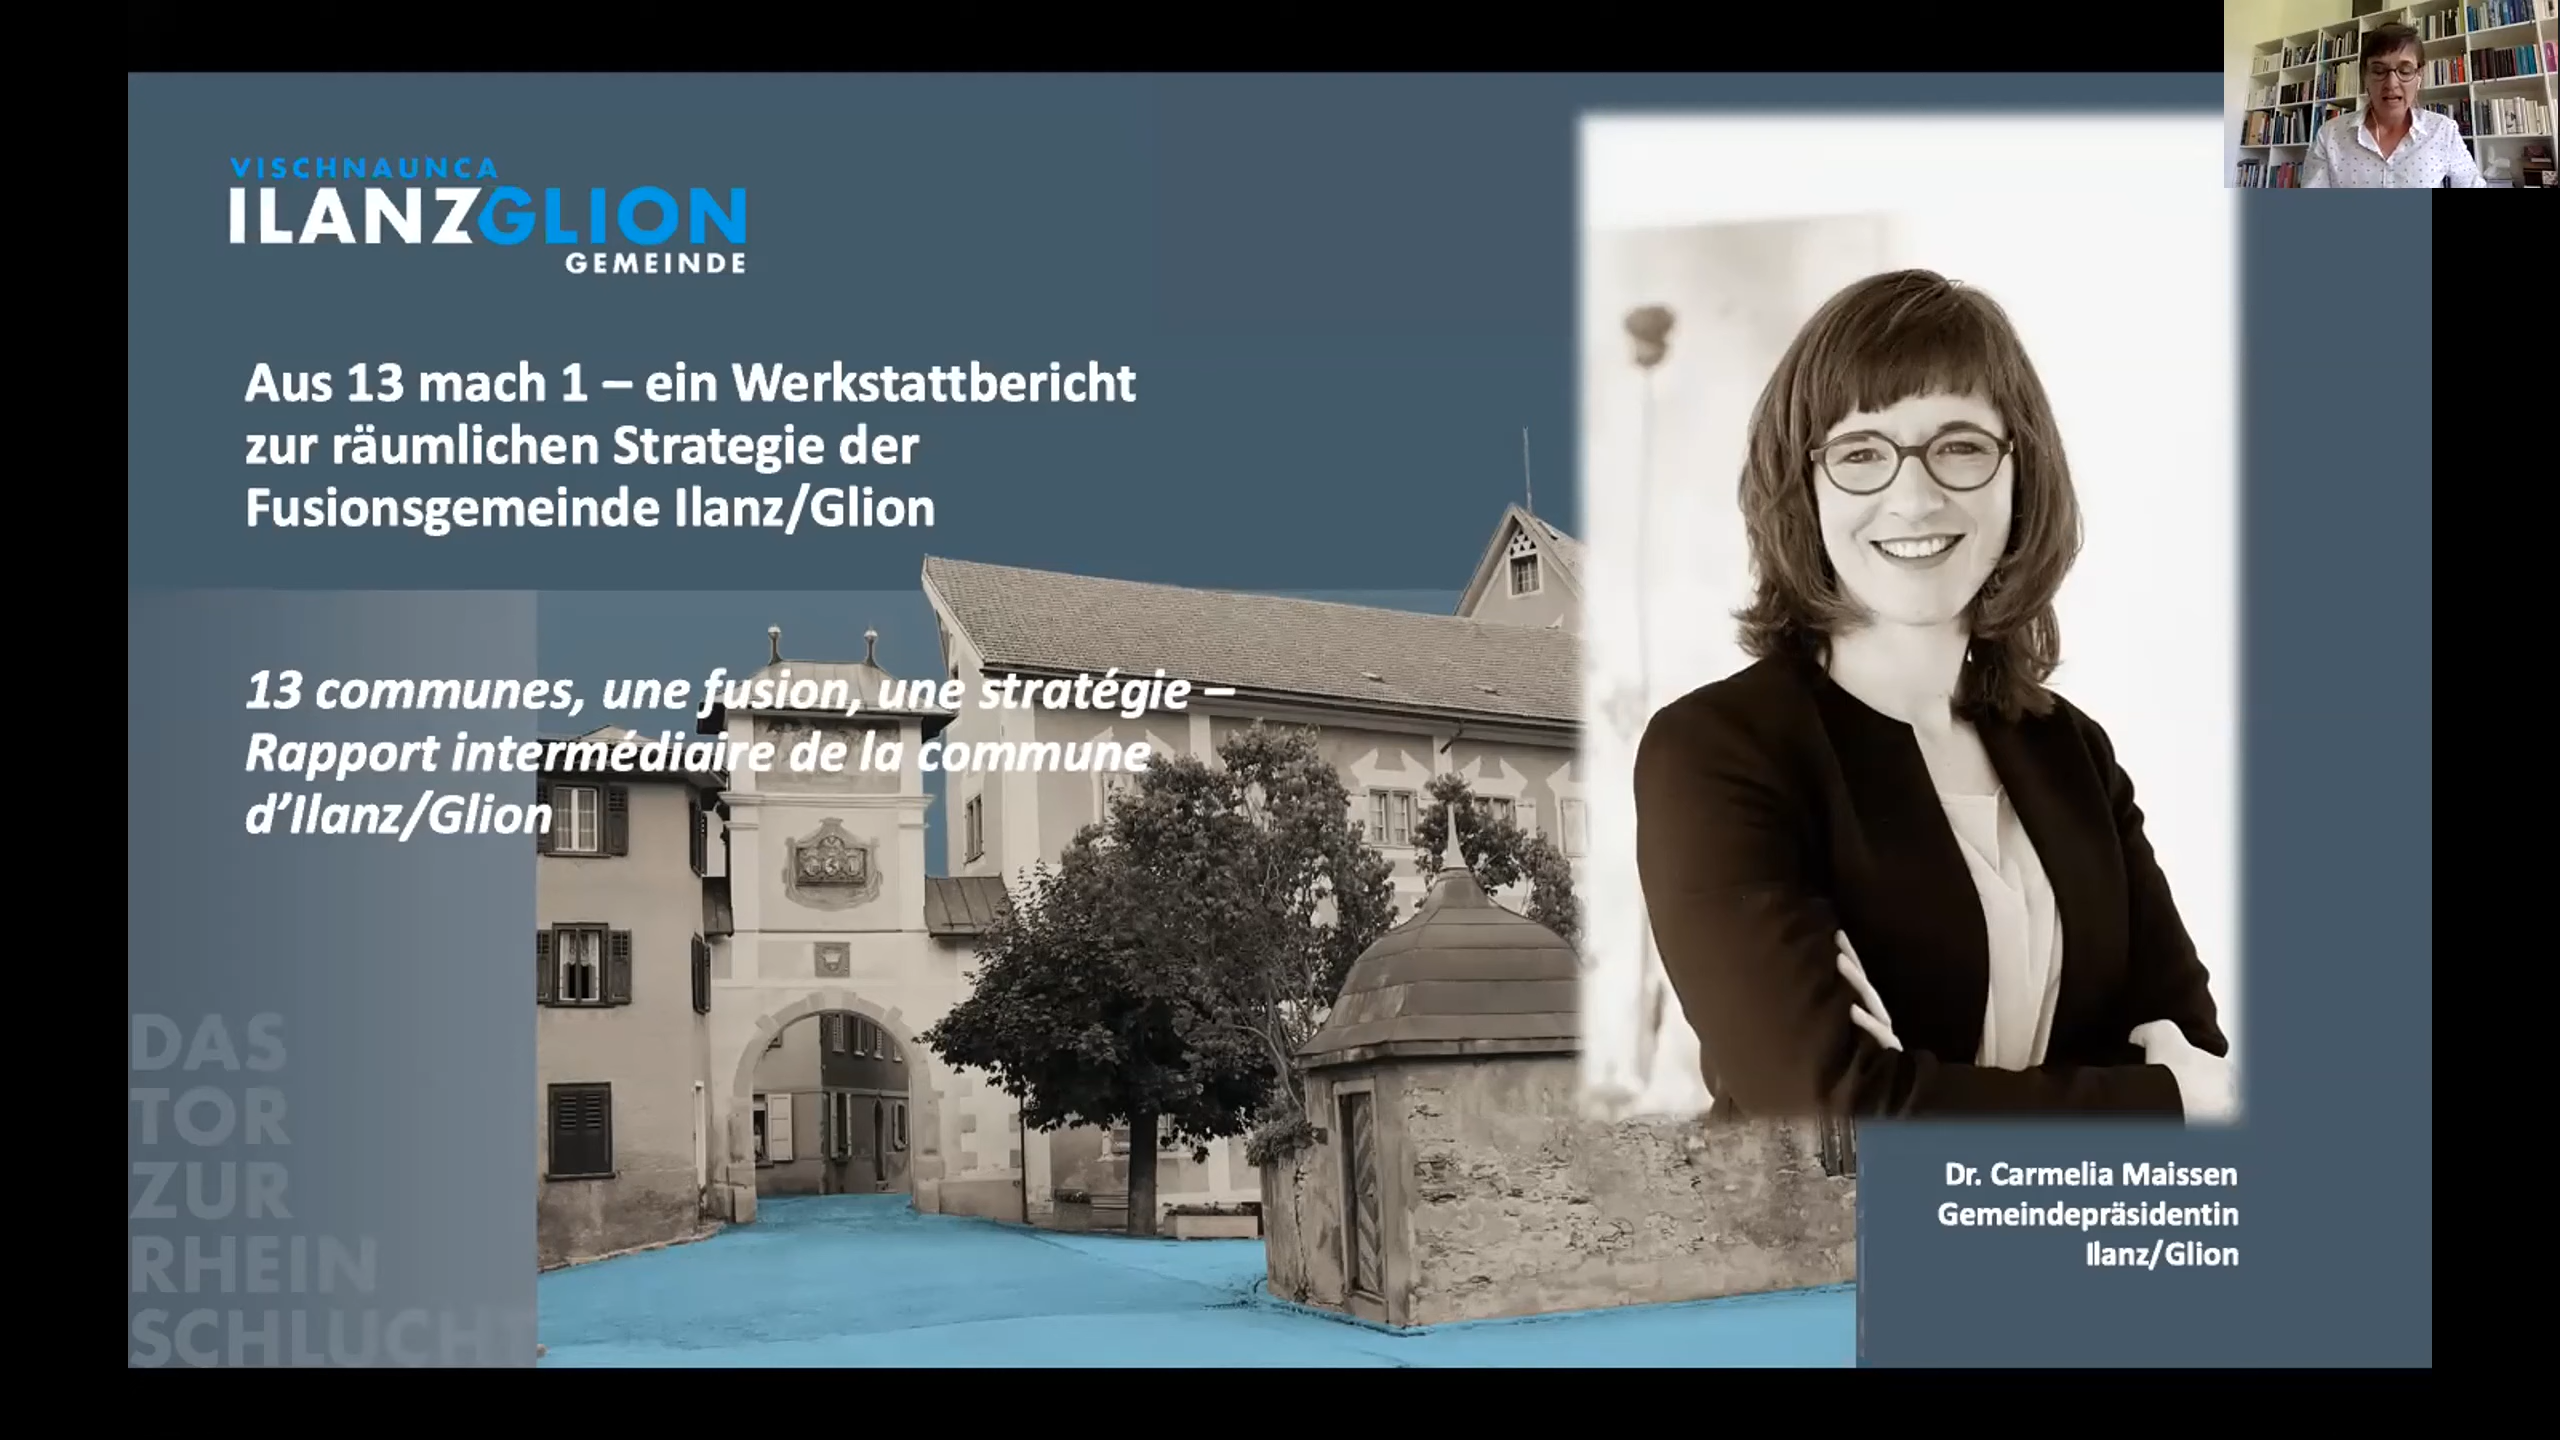 VISCHNAUNCA
ILANZGLION
GEMEINDE
Aus 13 mach 1 – ein Werkstattbericht
zur räumlichen Strategie der
Fusionsgemeinde Ilanz/Glion
13 communes, une fusion, une stratégie –
Rapport intermédiaire de la commune
d’Ilanz/Glion
DAS
TOR
ZUR
RHEIN
SCHLUCHT
Dr. Carmelia Maissen
Gemeindepräsidentin
Ilanz/Glion